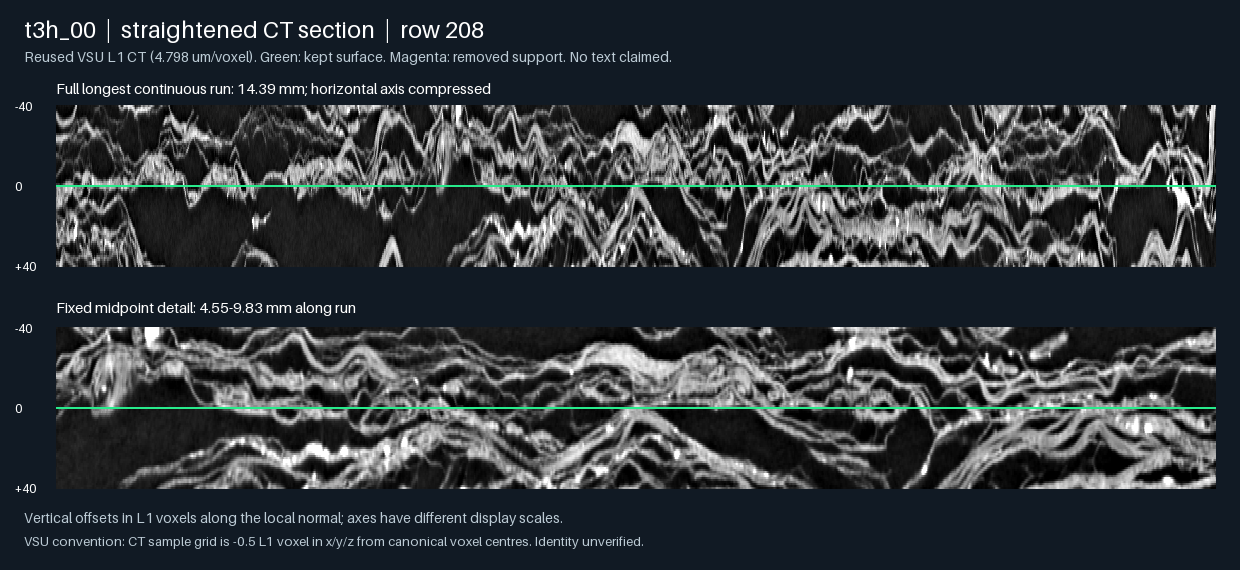 t3h_00 | straightened CT section | row 208
Reused VSU L1 CT (4.798 um/voxel). Green: kept surface. Magenta: removed support. No text claimed.
Full longest continuous run: 14.39 mm; horizontal axis compressed
-40
0
+40
Fixed midpoint detail: 4.55-9.83 mm along run
-40
0
+40
Vertical offsets in L1 voxels along the local normal; axes have different display scales.
VSU convention: CT sample grid is -0.5 L1 voxel in x/y/z from canonical voxel centres. Identity unverified.